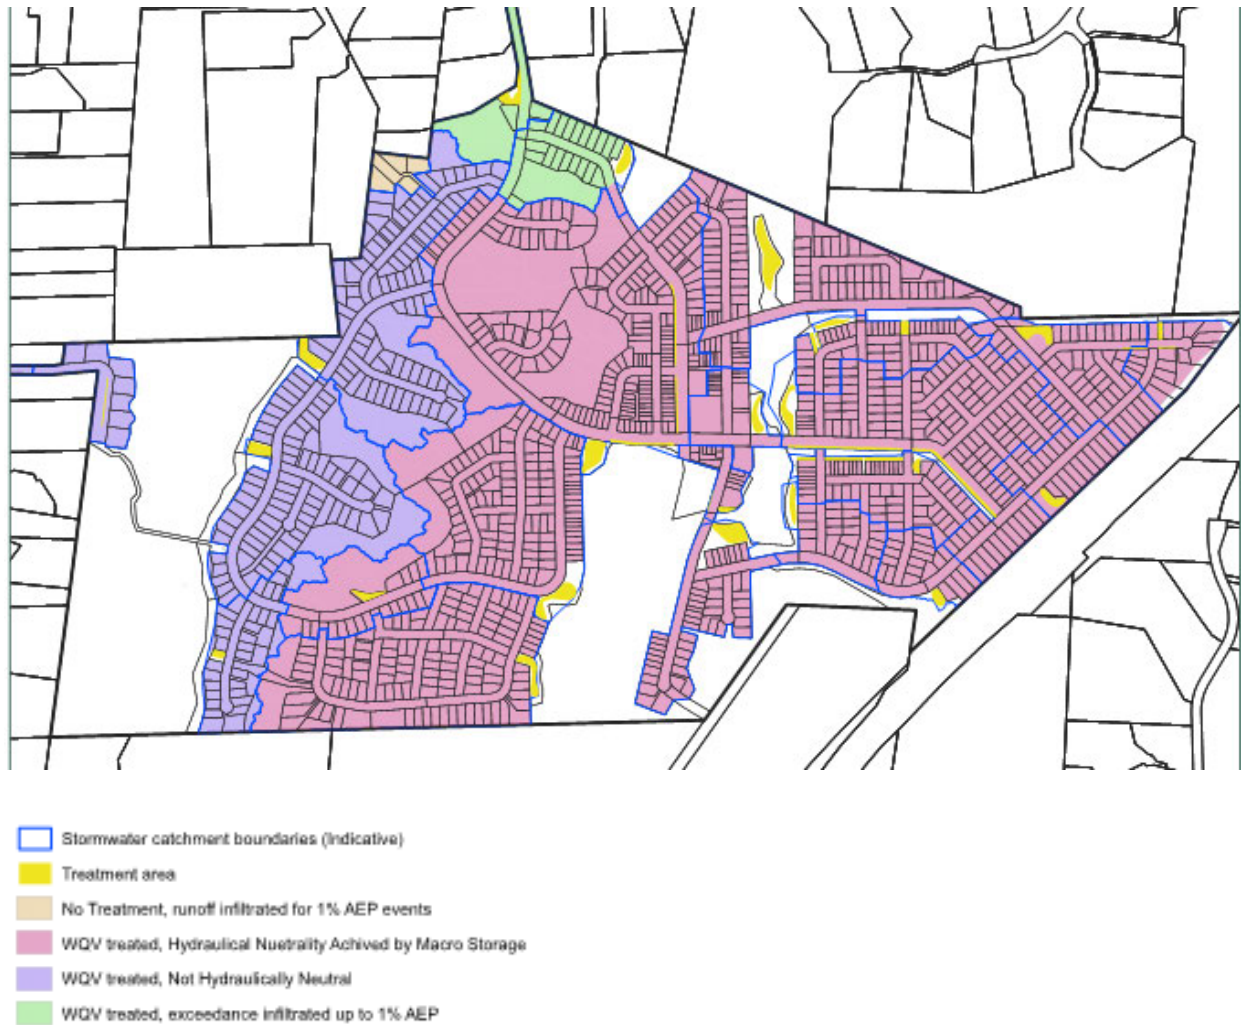 Stormwater catchment boundaries (Indicative)
Treatment area
No Treatment, runoff infiltrated for 1% AEP events
WQV treated, Hydraulical Nuetrality Achived by Macro Storage
WQV treated, Not Hydraulically Neutral
WQV treated, exceedance infiltrated up to 1% AEP